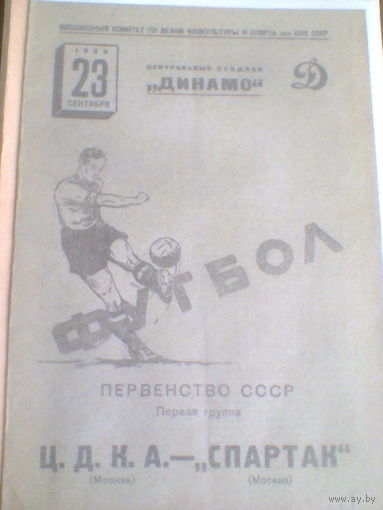 ВСЕСОЮЗНЫЙ КОМИТЕТ ПО ДЕЛАМ ФИЗКУЛЬТУРЫ И СПОРТА при СНК СССР
1939
23
СЕНТЯБРЯ
ЦЕНТРАЛЬНЫЙ СТАДИОН
„ДИНАМО“
Д
ФУТБОЛ
ПЕРВЕНСТВО СССР
Первая группа
Ц. Д. К. А.—„СПАРТАК“
(Москва) (Москва)
ay.by